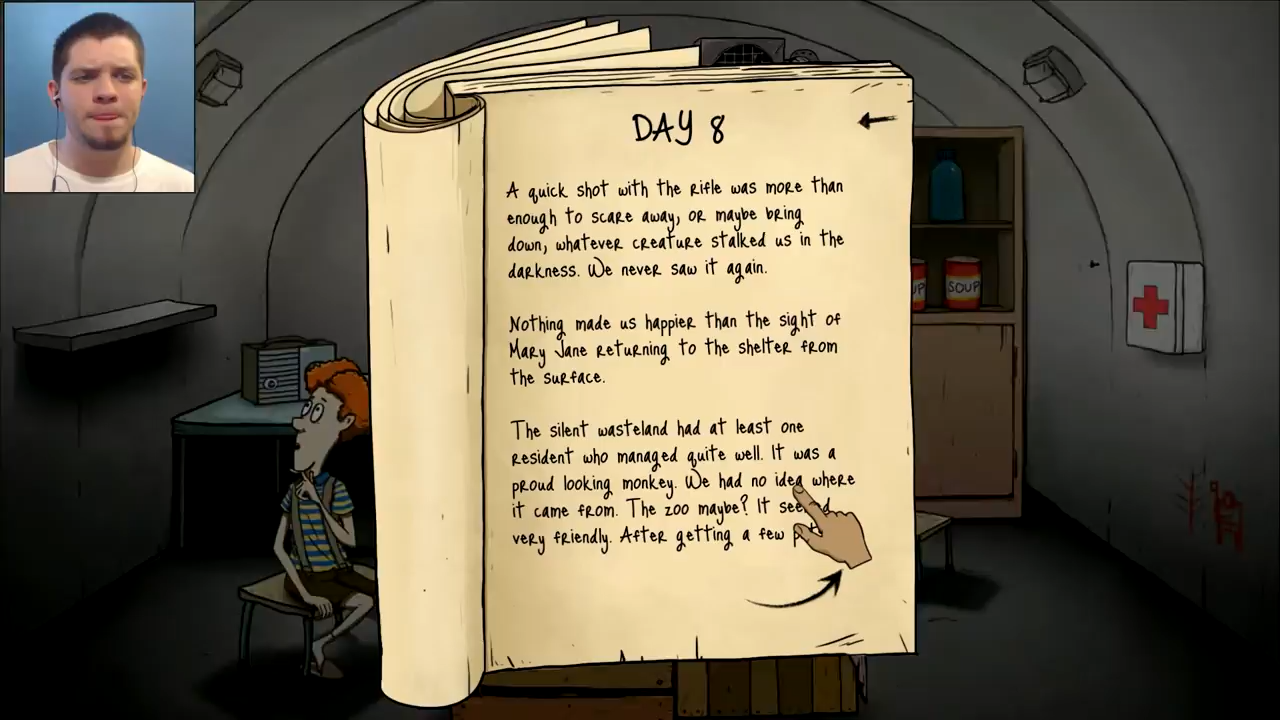 DAY 8
A quick shot with the rifle was more than
enough to scare away, or maybe bring
down, whatever creature stalked us in the
darkness. We never saw it again.
Nothing made us happier than the sight of
Mary Jane returning to the shelter from
the surface.
The silent wasteland had at least one
resident who managed quite well. It was a
proud looking monkey. We had no idea where
it came from. The zoo maybe? It
very friendly. After getting a few
SOUP